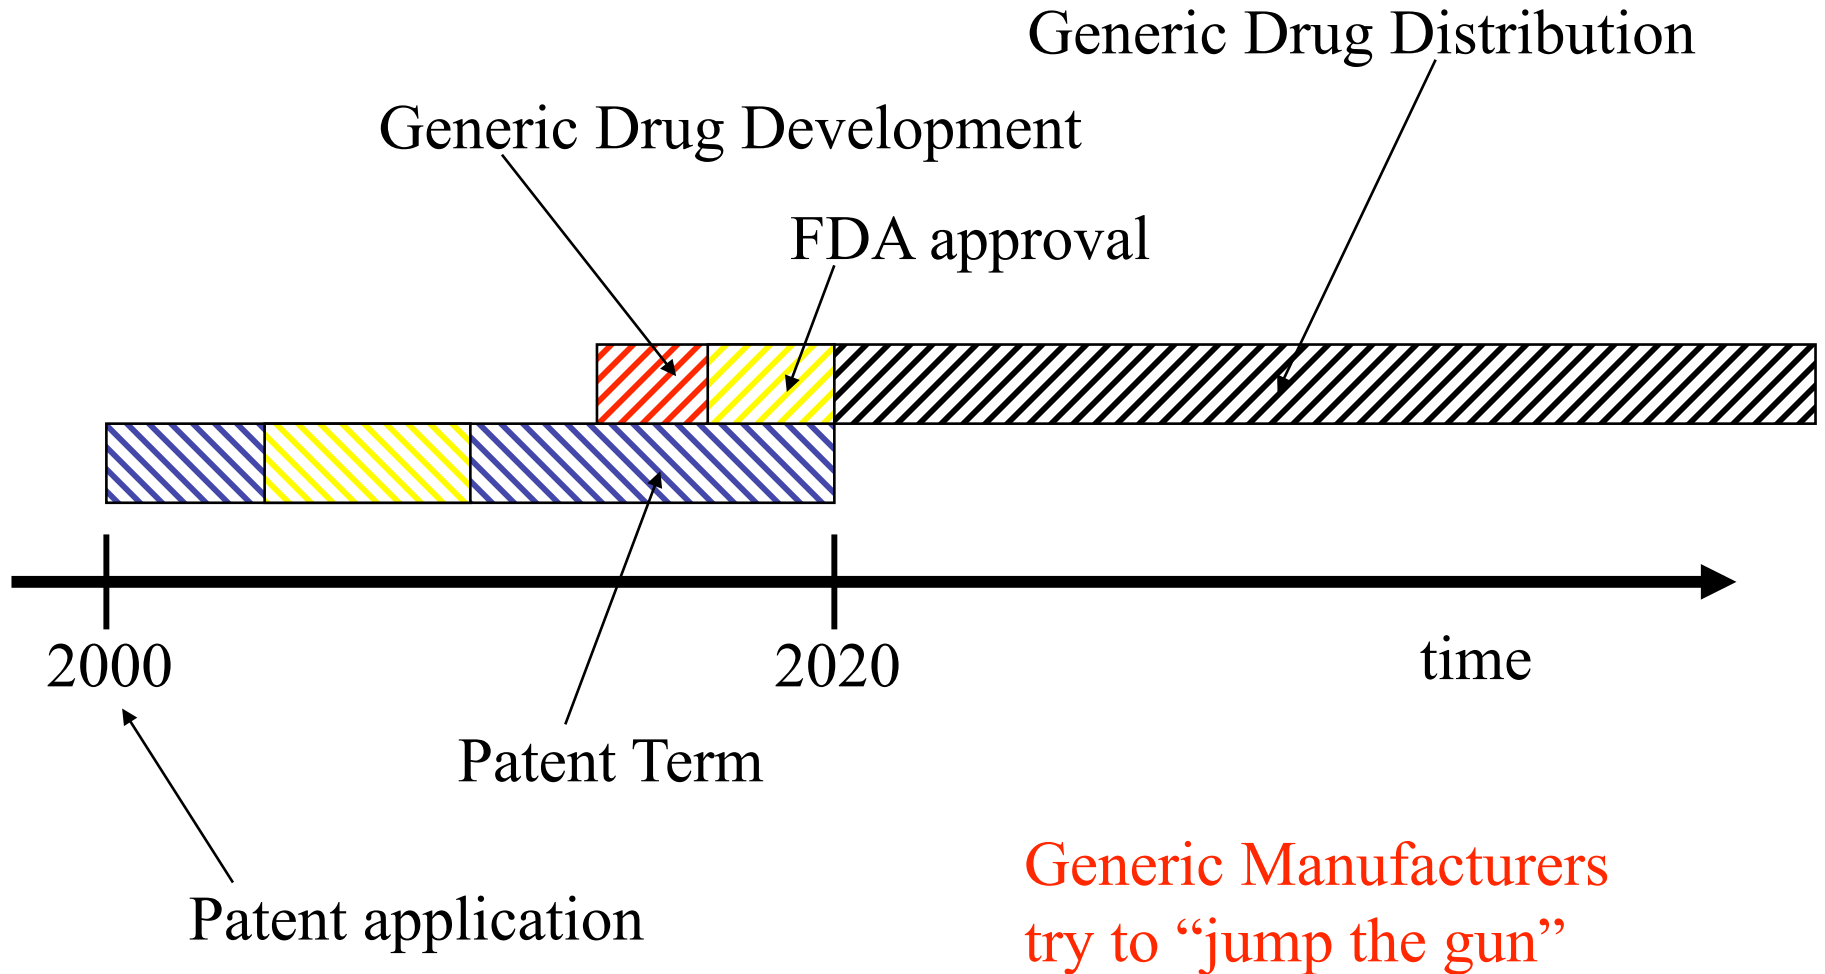 Generic Drug Distribution
Generic Drug Development
FDA approval
2000
2020
time
Patent Term
Patent application
Generic Manufacturers
try to “jump the gun”